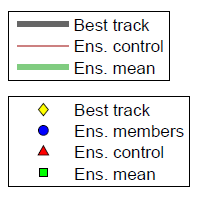 Best track
Ens. control
Ens. mean
Best track
Ens. members
Ens. control
Ens. mean